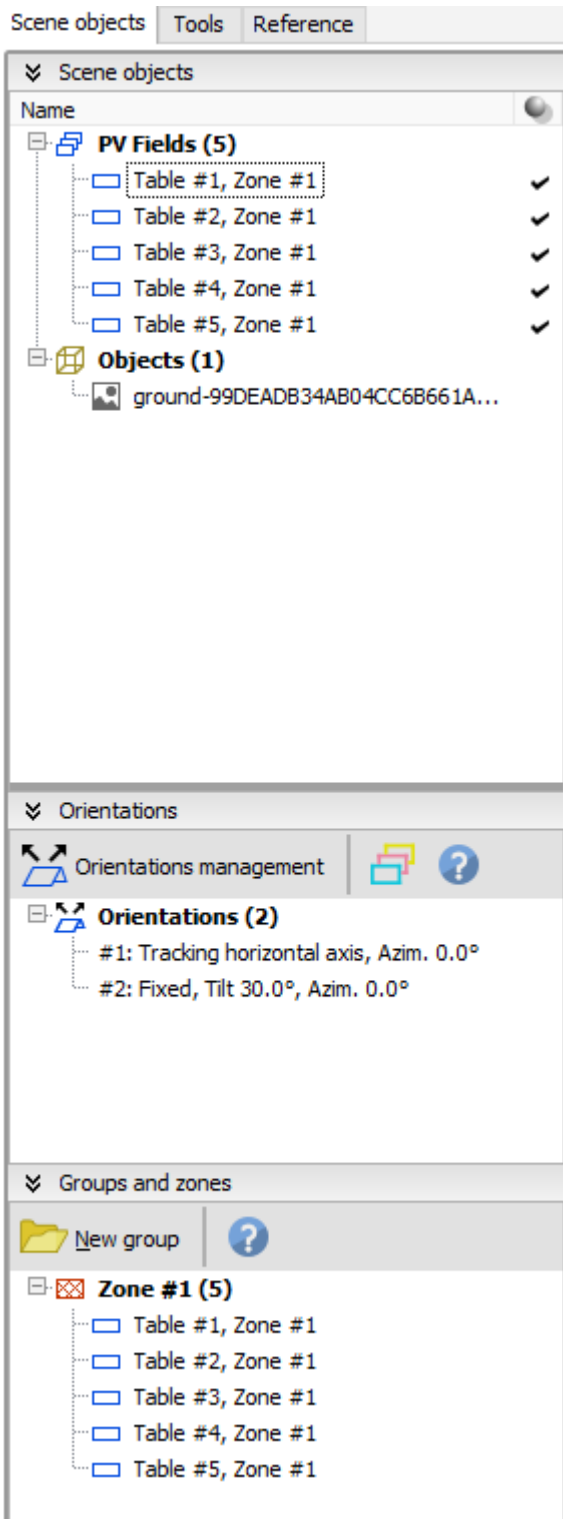 Scene objects Tools Reference
Scene objects
Name
PV Fields (5)
Table #1, Zone #1
Table #2, Zone #1
Table #3, Zone #1
Table #4, Zone #1
Table #5, Zone #1
Objects (1)
ground-99DEADB34AB04CC6B661A...
Orientations
Orientations management
Orientations (2)
#1: Tracking horizontal axis, Azim. 0.0°
#2: Fixed, Tilt 30.0°, Azim. 0.0°
Groups and zones
New group
Zone #1 (5)
Table #1, Zone #1
Table #2, Zone #1
Table #3, Zone #1
Table #4, Zone #1
Table #5, Zone #1